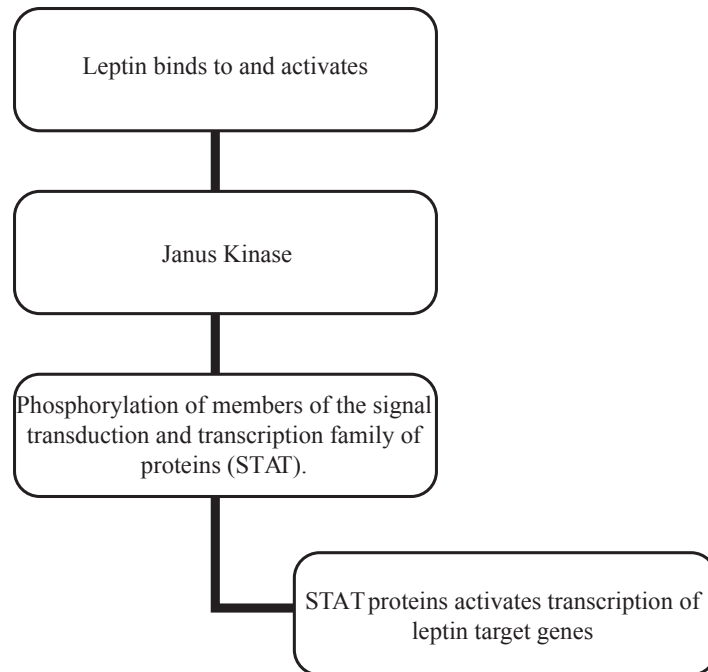 Leptin binds to and activates
Janus Kinase
Phosphorylation of members of the signal
transduction and transcription family of
proteins (STAT).
STAT proteins activates transcription of
leptin target genes